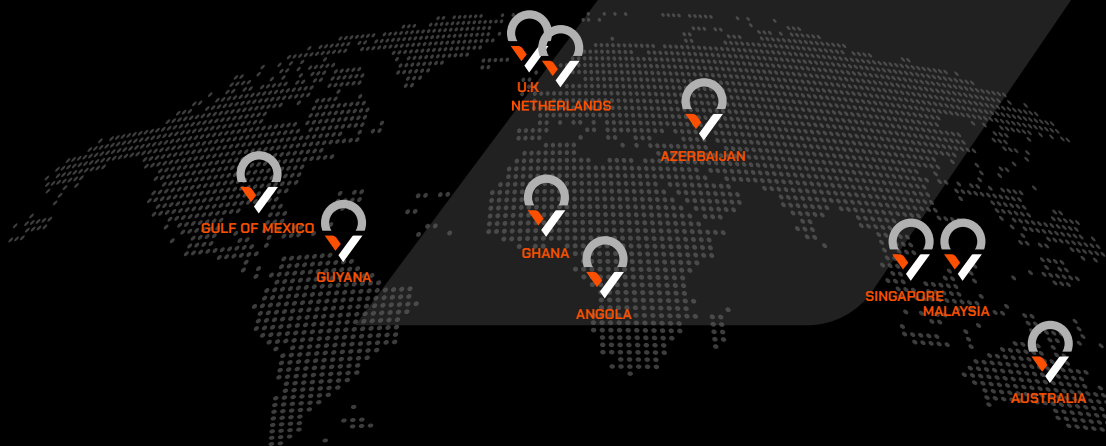 U.K
NETHERLANDS
AZERBAIJAN
GULF OF MEXICO
GHANA
GUYANA
SINGAPORE
MALAYSIA
ANGOLA
AUSTRALIA